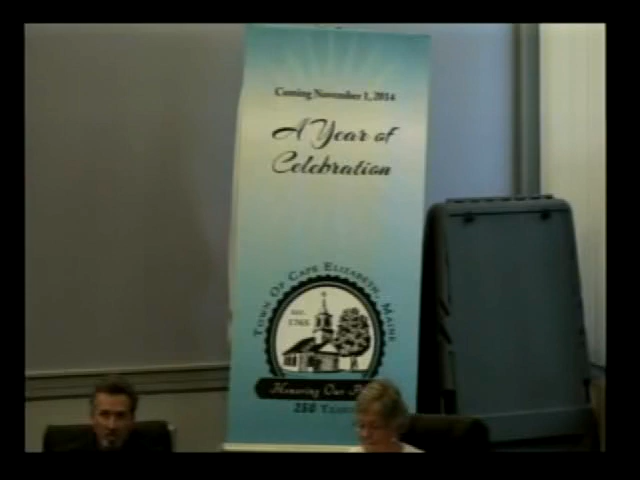 Coming November 1, 2014
A Year of
Celebration
Town Of Cape Elizabeth, Maine
EST.
1765
Honoring Our
250 Years